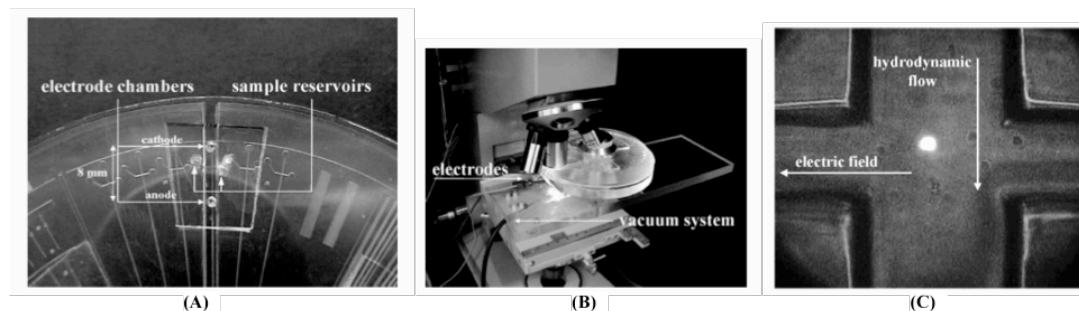 electrode chambers
sample reservoirs
cathode
8 mm
anode
(A)
electrodes
vacuum system
(B)
hydrodynamic
flow
electric field
(C)